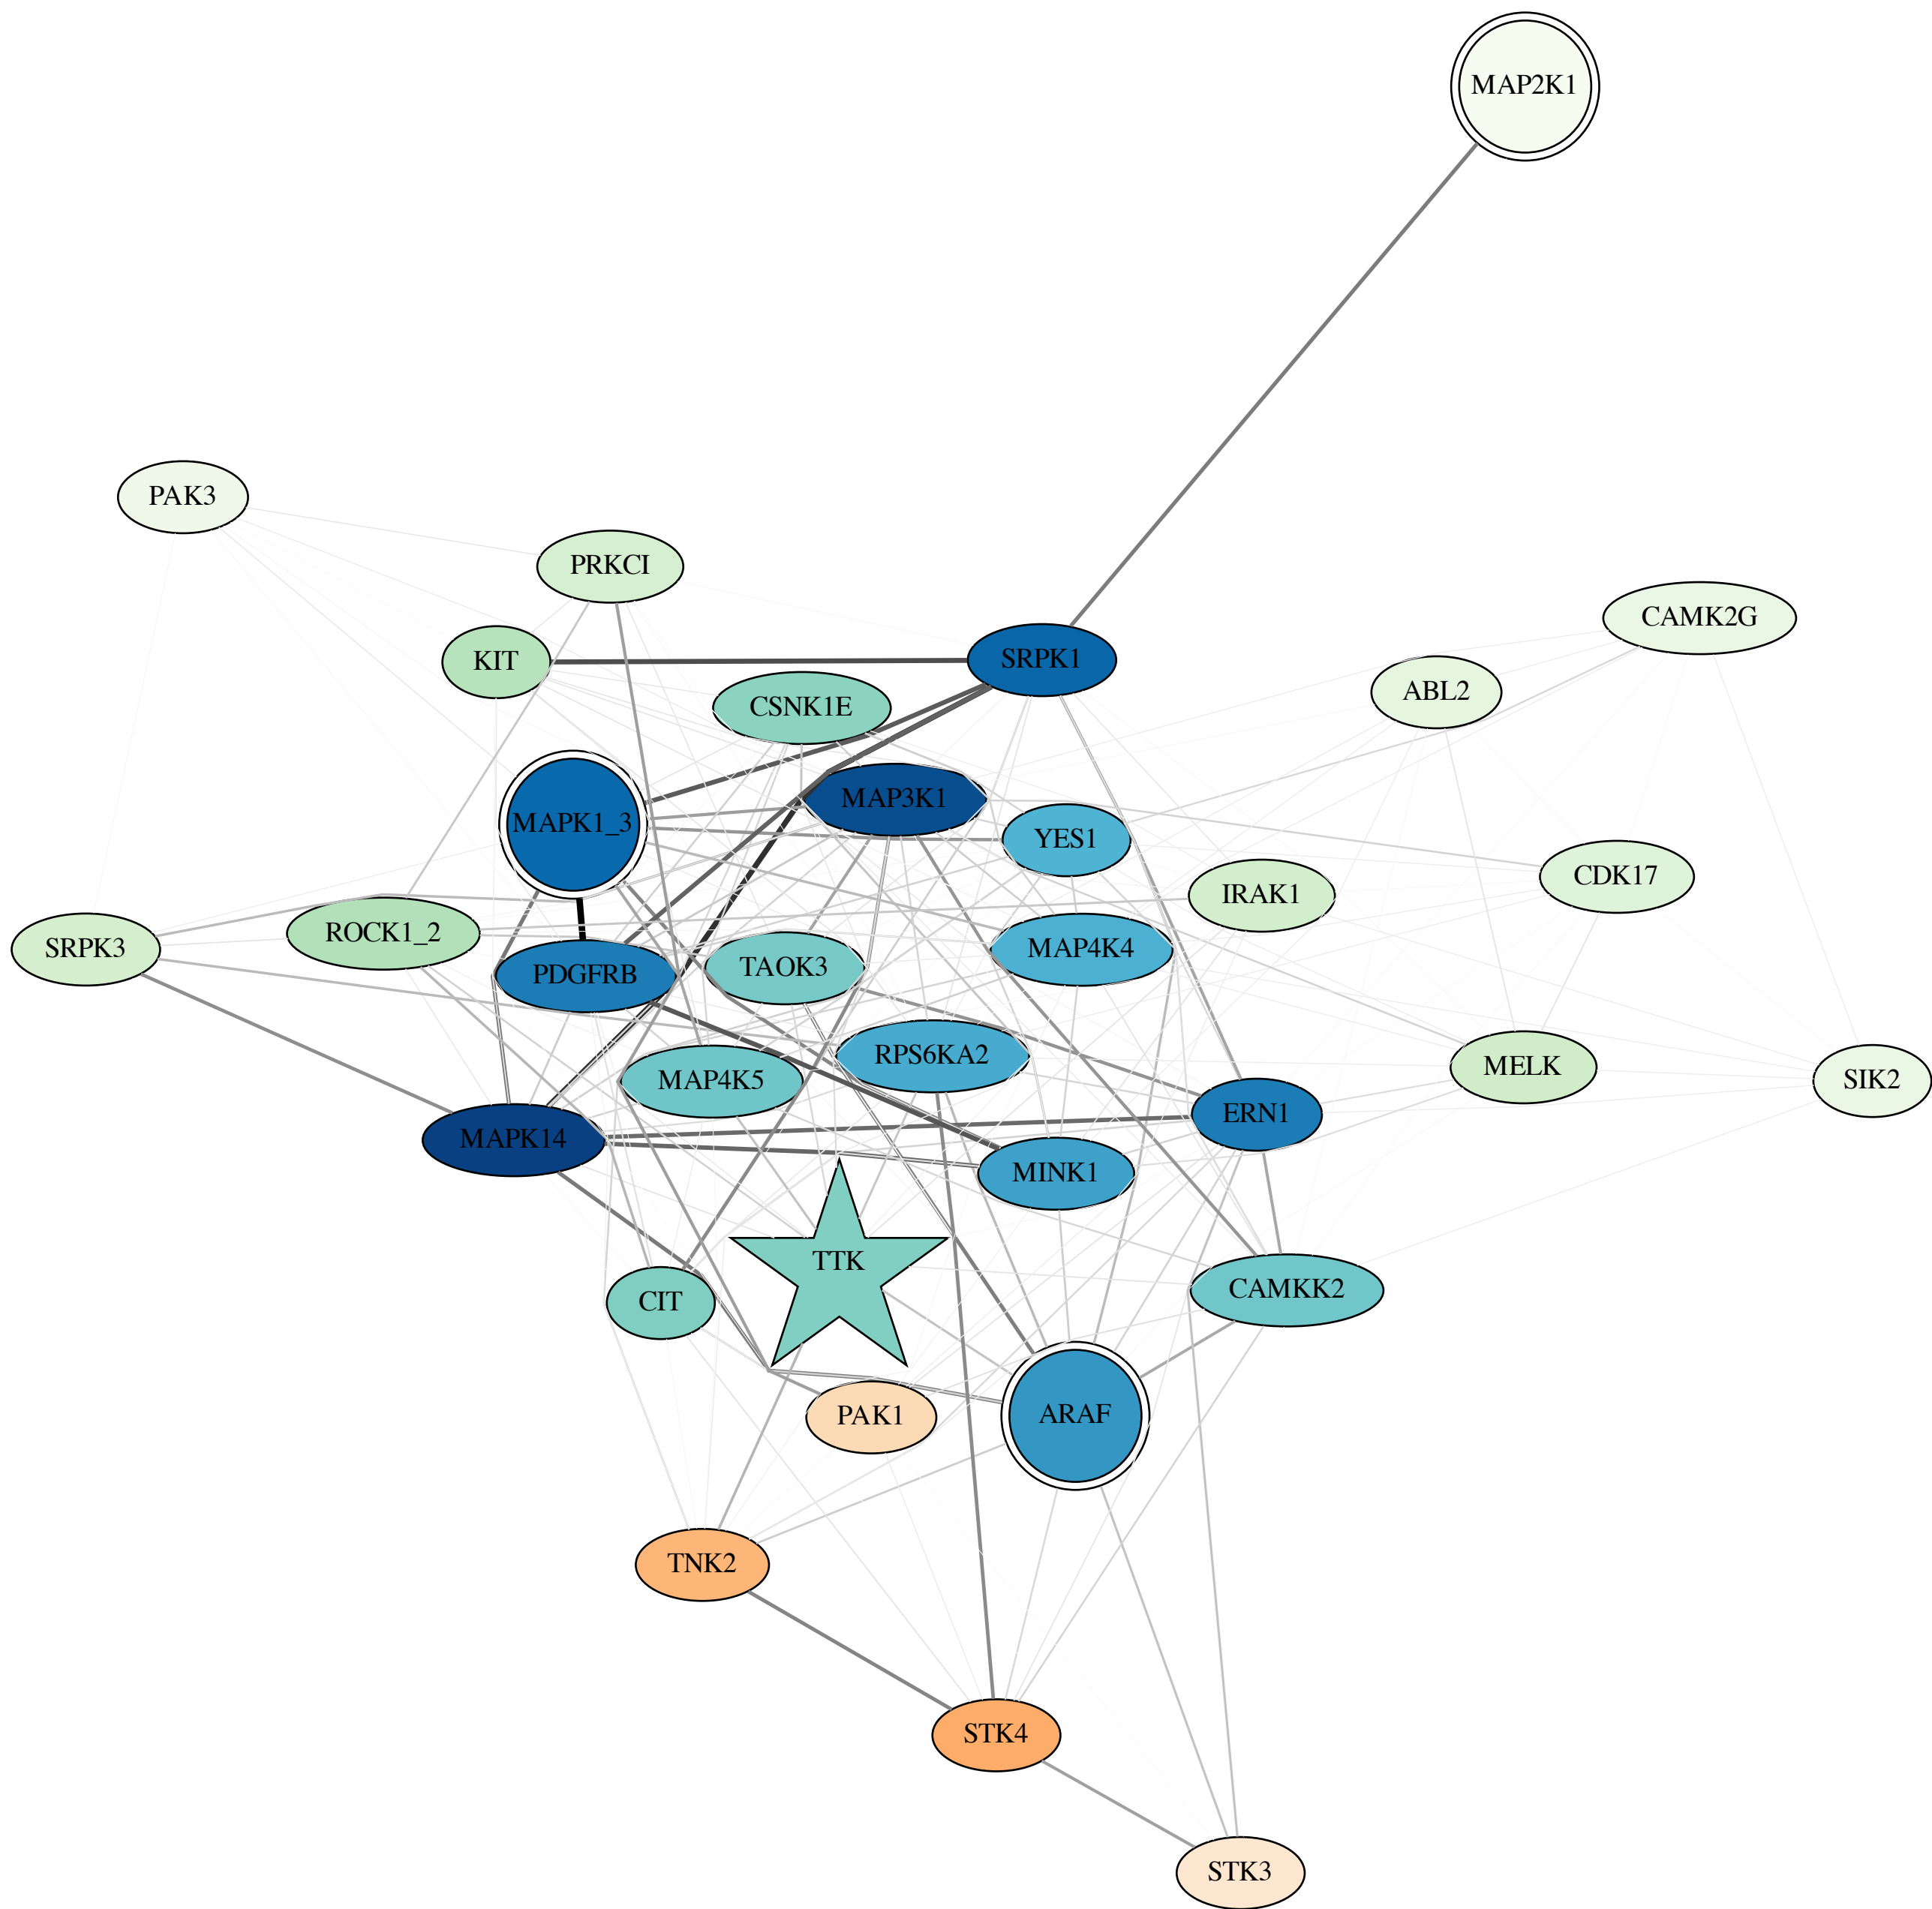 MAP2K1
PAK3
PRKCI
CAMK2G
KIT
SRPK1
ABL2
CSNK1E
MAP3K1
MAPK1_3
YES1
CDK17
IRAK1
ROCK1_2
SRPK3
MAP4K4
TAOK3
PDGFRB
RPS6KA2
MELK
MAP4K5
SIK2
ERN1
MAPK14
MINK1
TTK
CAMKK2
CIT
PAK1
ARAF
TNK2
STK4
STK3